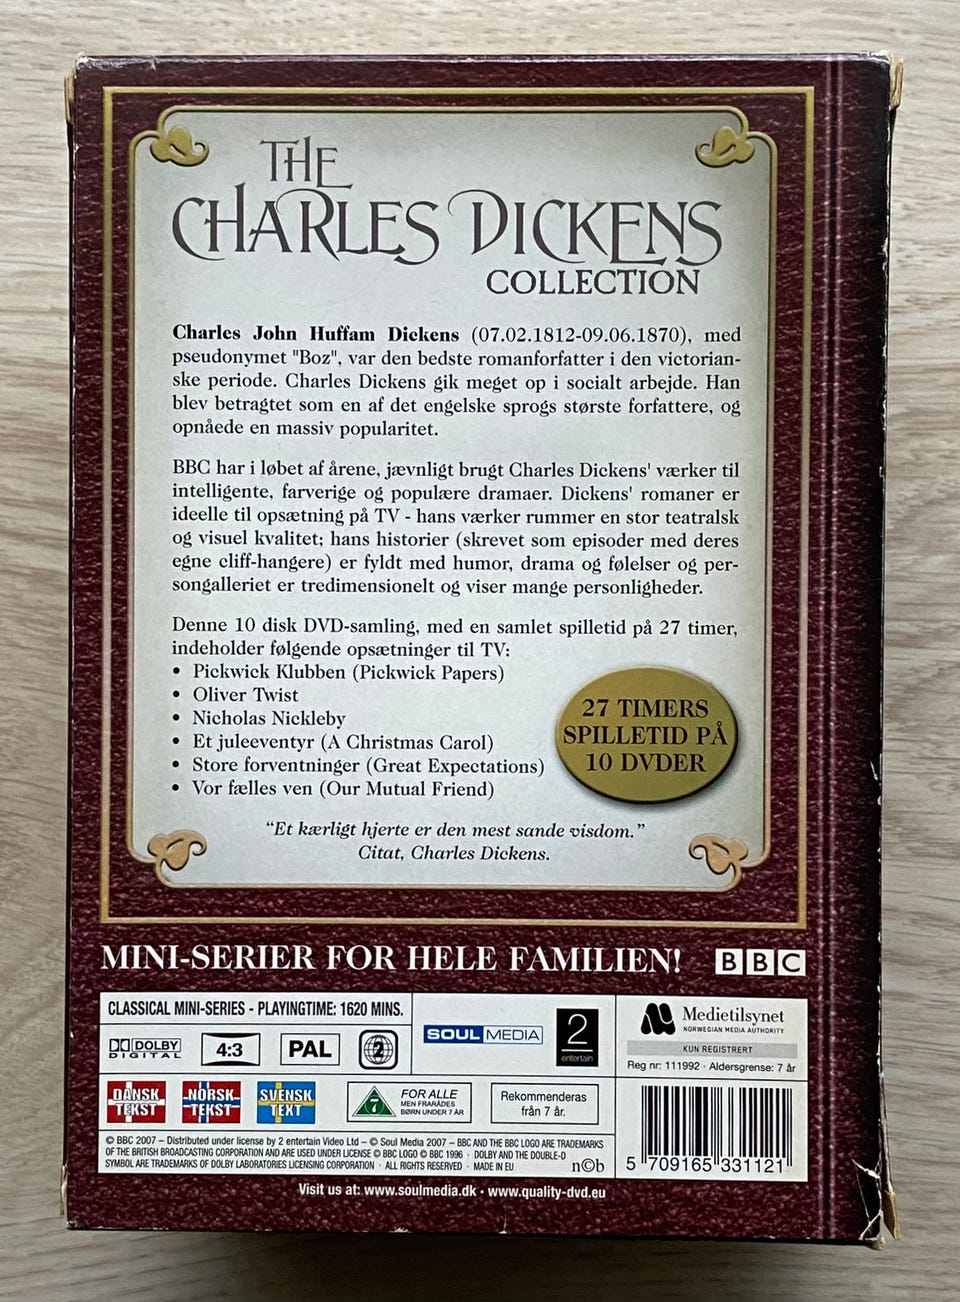 THE
CHARLES DICKENS
COLLECTION
Charles John Huffam Dickens (07.02.1812-09.06.1870), med
pseudonymet "Boz", var den bedste romanforfatter i den victorian-
ske periode. Charles Dickens gik meget op i socialt arbejde. Han
blev betragtet som en af det engelske sprogs største forfattere, og
opnåede en massiv popularitet.
BBC har i løbet af årene, jævnligt brugt Charles Dickens' værker til
intelligente, farverige og populære dramaer. Dickens' romaner er
ideelle til opsætning på TV - hans værker rummer en stor teatralsk
og visuel kvalitet; hans historier (skrevet som episoder med deres
egne cliff-hangere) er fyldt med humor, drama og følelser og per-
songalleriet er tredimensionelt og viser mange personligheder.
Denne 10 disk DVD-samling, med en samlet spilletid på 27 timer,
indeholder følgende opsætninger til TV:
• Pickwick Klubben (Pickwick Papers)
• Oliver Twist
• Nicholas Nickleby
• Et juleeventyr (A Christmas Carol)
• Store forventninger (Great Expectations)
• Vor fælles ven (Our Mutual Friend)
27 TIMERS
SPILLETID PÅ
10 DVDER
"Et kærligt hjerte er den mest sande visdom."
Citat, Charles Dickens.
MINI-SERIER FOR HELE FAMILIEN! BBC
CLASSICAL MINI-SERIES - PLAYINGTIME: 1620 MINS.
DOLBY
DIGITAL
4:3
PAL
2
SOUL MEDIA
2
entertain
Medietilsynet
NORWEGIAN MEDIA AUTHORITY
KUN REGISTRERT
Reg nr: 111992 · Aldersgrense: 7 år
DANSK
TEKST
NORSK
TEKST
SVENSK
TEXT
7
FOR ALLE
MEN FRARÅDES
BØRN UNDER 7 ÅR
Rekommenderas
från 7 år.
© BBC 2007 – Distributed under license by 2 entertain Video Ltd – © Soul Media 2007 – BBC AND THE BBC LOGO ARE TRADEMARKS
OF THE BRITISH BROADCASTING CORPORATION AND ARE USED UNDER LICENSE © BBC LOGO © BBC 1996 · DOLBY AND THE DOUBLE-D
SYMBOL ARE TRADEMARKS OF DOLBY LABORATORIES LICENSING CORPORATION · ALL RIGHTS RESERVED · MADE IN EU
n©b
5 709165 331121
Visit us at: www.soulmedia.dk · www.quality-dvd.eu